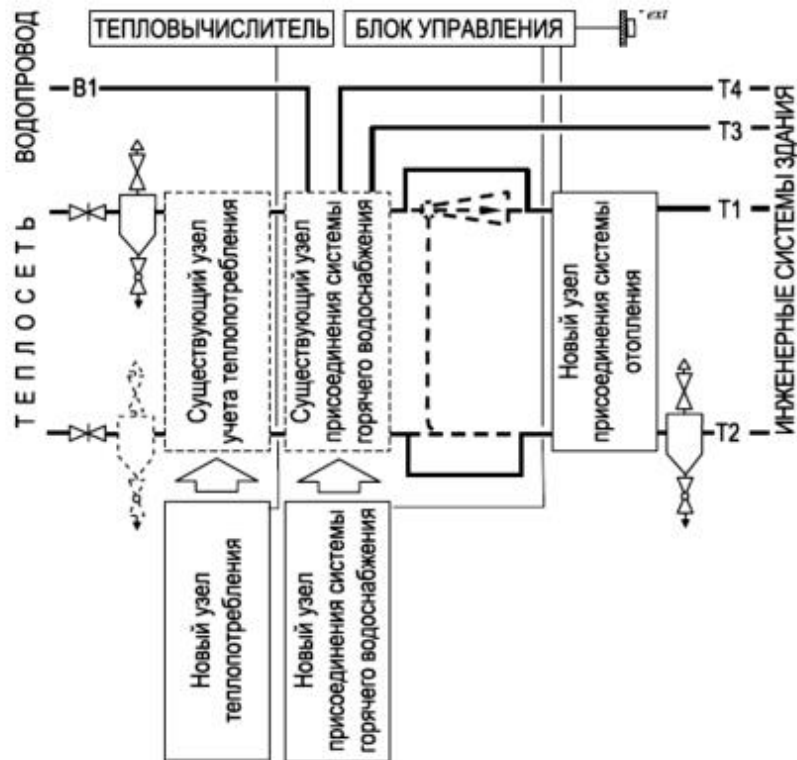 ТЕПЛОВЫЧИСЛИТЕЛЬ
БЛОК УПРАВЛЕНИЯ
ext
ВОДОПРОВОД
В1
Т4
Т3
Т1
Т2
ТЕПЛОСЕТЬ
ИНЖЕНЕРНЫЕ СИСТЕМЫ ЗДАНИЯ
Существующий узел
учета теплопотребления
Существующий узел
присоединения системы
горячего водоснабжения
Новый узел
присоединения системы
отопления
Новый узел
теплопотребления
Новый узел
присоединения системы
горячего водоснабжения